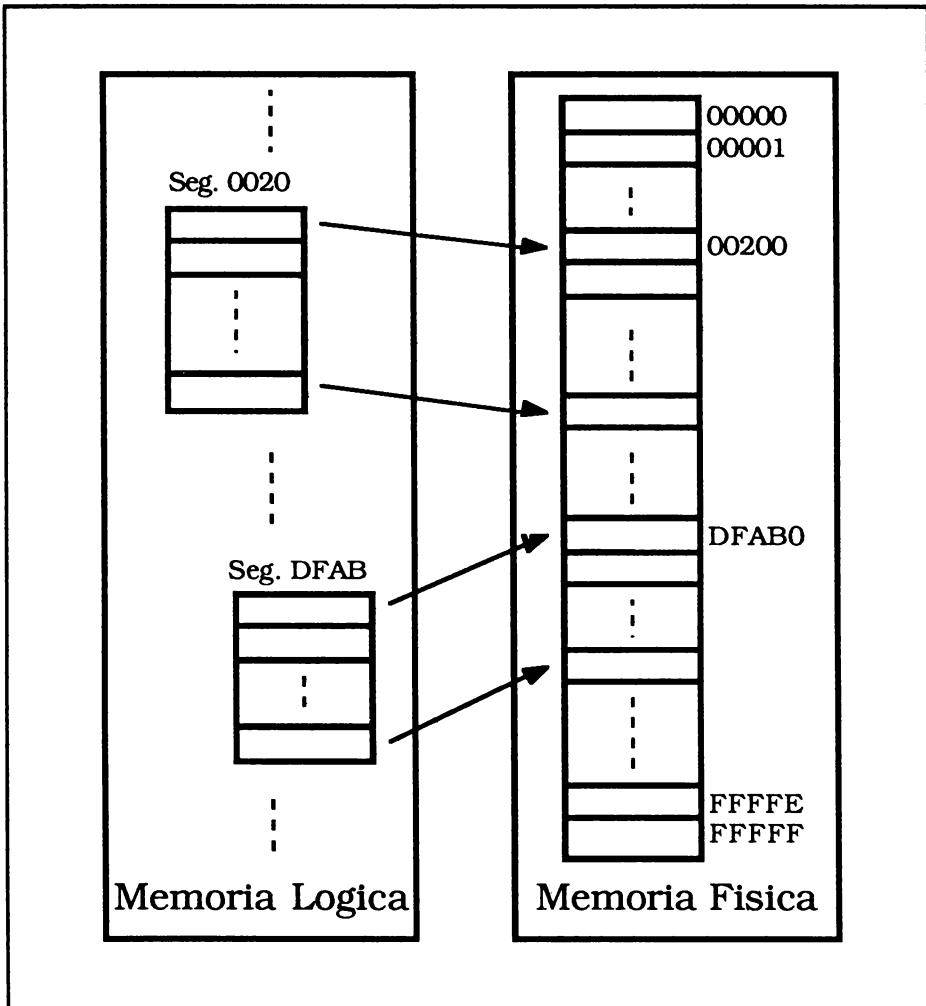 Seg. 0020
Seg. DFAB
Memoria Logica
00000
00001
00200
DFAB0
FFFFE
FFFFF
Memoria Fisica